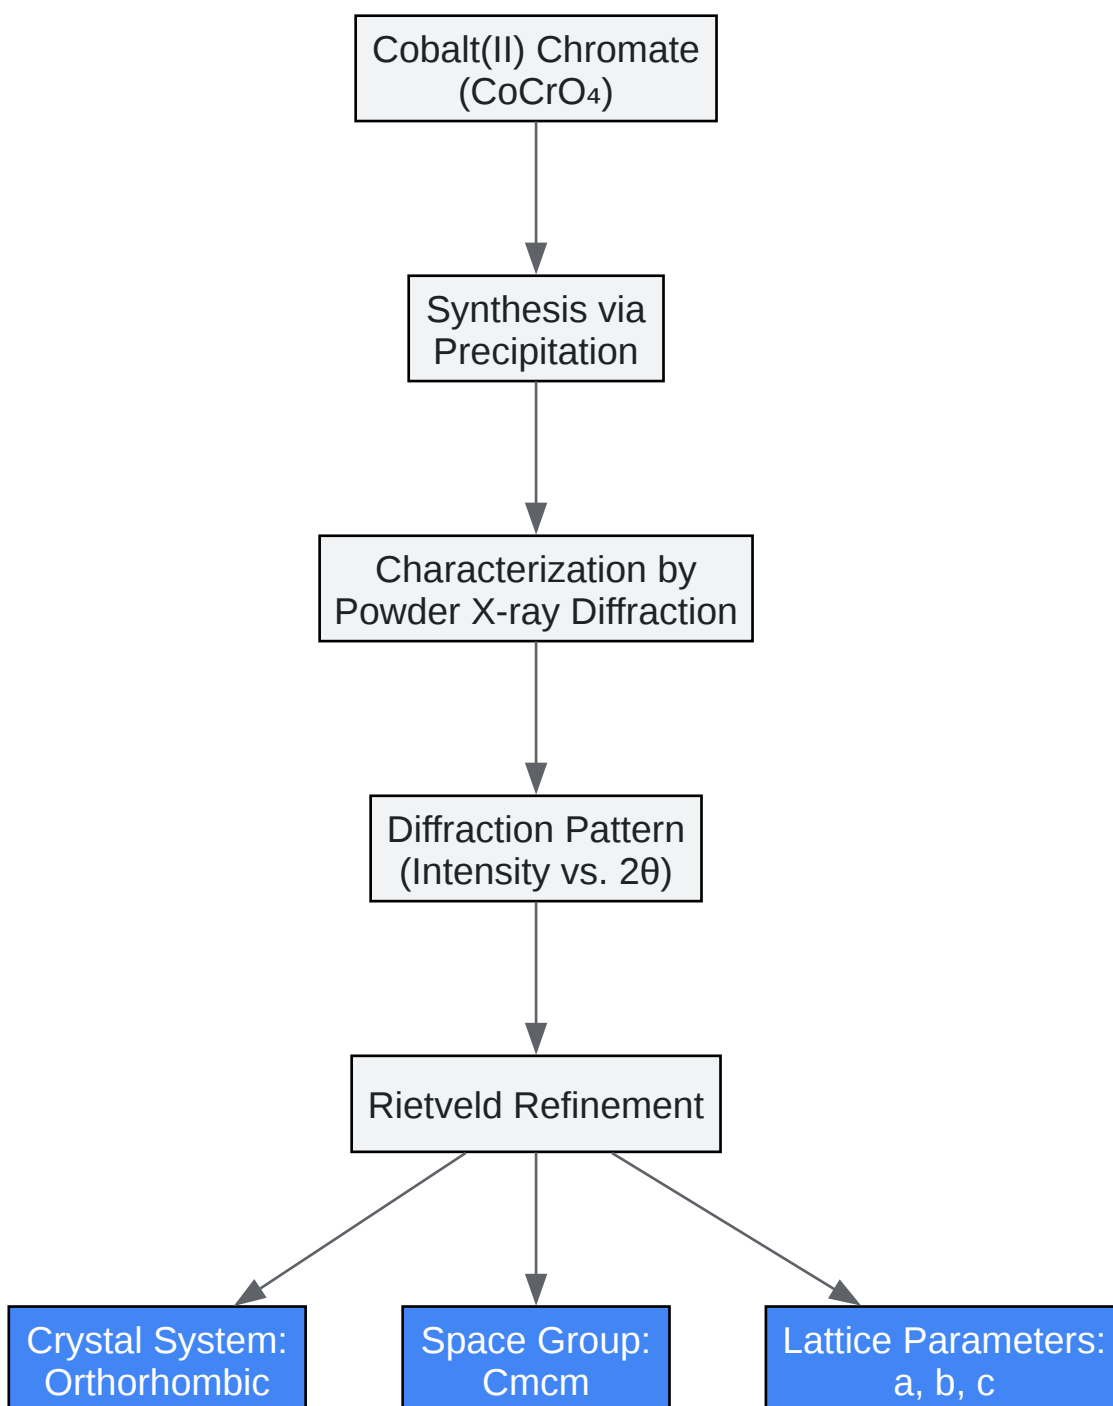 Cobalt(II) Chromate
(CoCrO₄)
Synthesis via
Precipitation
Characterization by
Powder X-ray Diffraction
Diffraction Pattern
(Intensity vs. 2θ)
Rietveld Refinement
Crystal System:
Orthorhombic
Space Group:
Cmcm
Lattice Parameters:
a, b, c